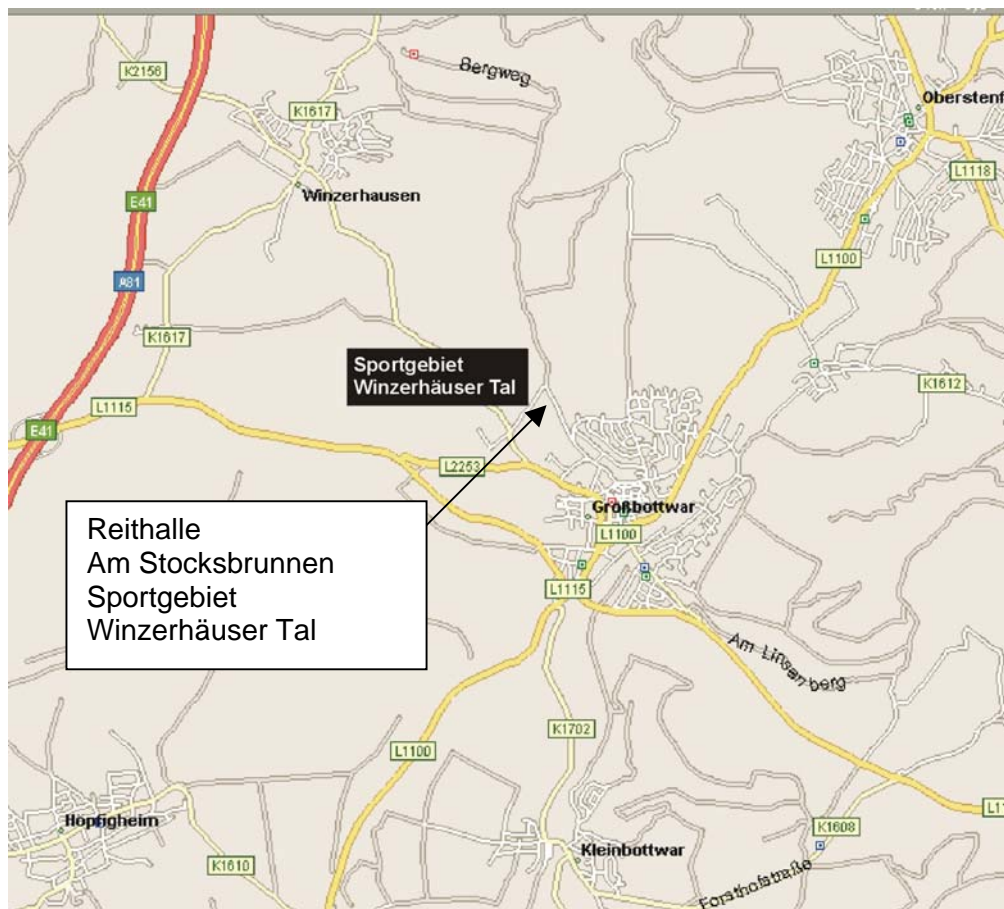 K2156
Bergweg
K1617
Winzerhausen
E41
A81
K1617
Oberstenf
L1118
L1100
K1612
Sportgebiet
Winzerhäuser Tal
L1115
E41
L2253
Großbottwar
L1100
L1115
Reithalle
Am Stocksbrunnen
Sportgebiet
Winzerhäuser Tal
Am Linsenberg
K1702
L1100
L11
K1608
Höpfigheim
K1610
Kleinbottwar
Forsthofstraße